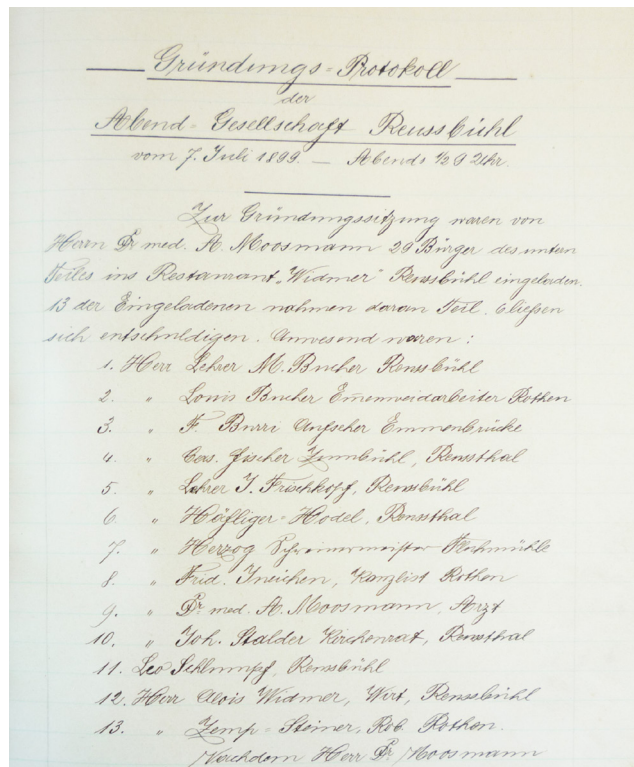 Gründungs-Protokoll
der
Abend-Gesellschaft Reussbühl
vom 7. Juli 1899. — Abends ½ 9 Uhr.
Zur Gründungssitzung waren von
Herrn Dr med. A. Moosmann 29 Bürger des untern
Teiles ins Restaurant „Widmer" Reussbühl eingeladen.
13 der Eingeladenen nahmen daran Teil. 6 ließen
sich entschuldigen. Anwesend waren:
1. Herr Lehrer M. Bucher Reussbühl
2. " Louis Bucher Emmenweidarbeiter Rothen
3. " F. Burri Aufseher Emmenbrücke
4. " Cas. Fischer Zimmbühl, Reussthal
5. " Lehrer J. Frischkopf, Reussbühl
6. " Häfliger-Hodel, Reussthal
7. " Herzog Schreinermeister
8. " Frid. Ineichen, Kanzlist Rothen
9. " Dr med. A. Moosmann, Arzt
10. " Joh. Stalder Kirchenrat, Reussthal
11. Leo Schlumpf, Reussbühl
12. Herr Alois Widmer, Wirt, Reussbühl
13. " Zemp-Steiner, Rob. Rothen.
Nachdem Herr Dr Moosmann